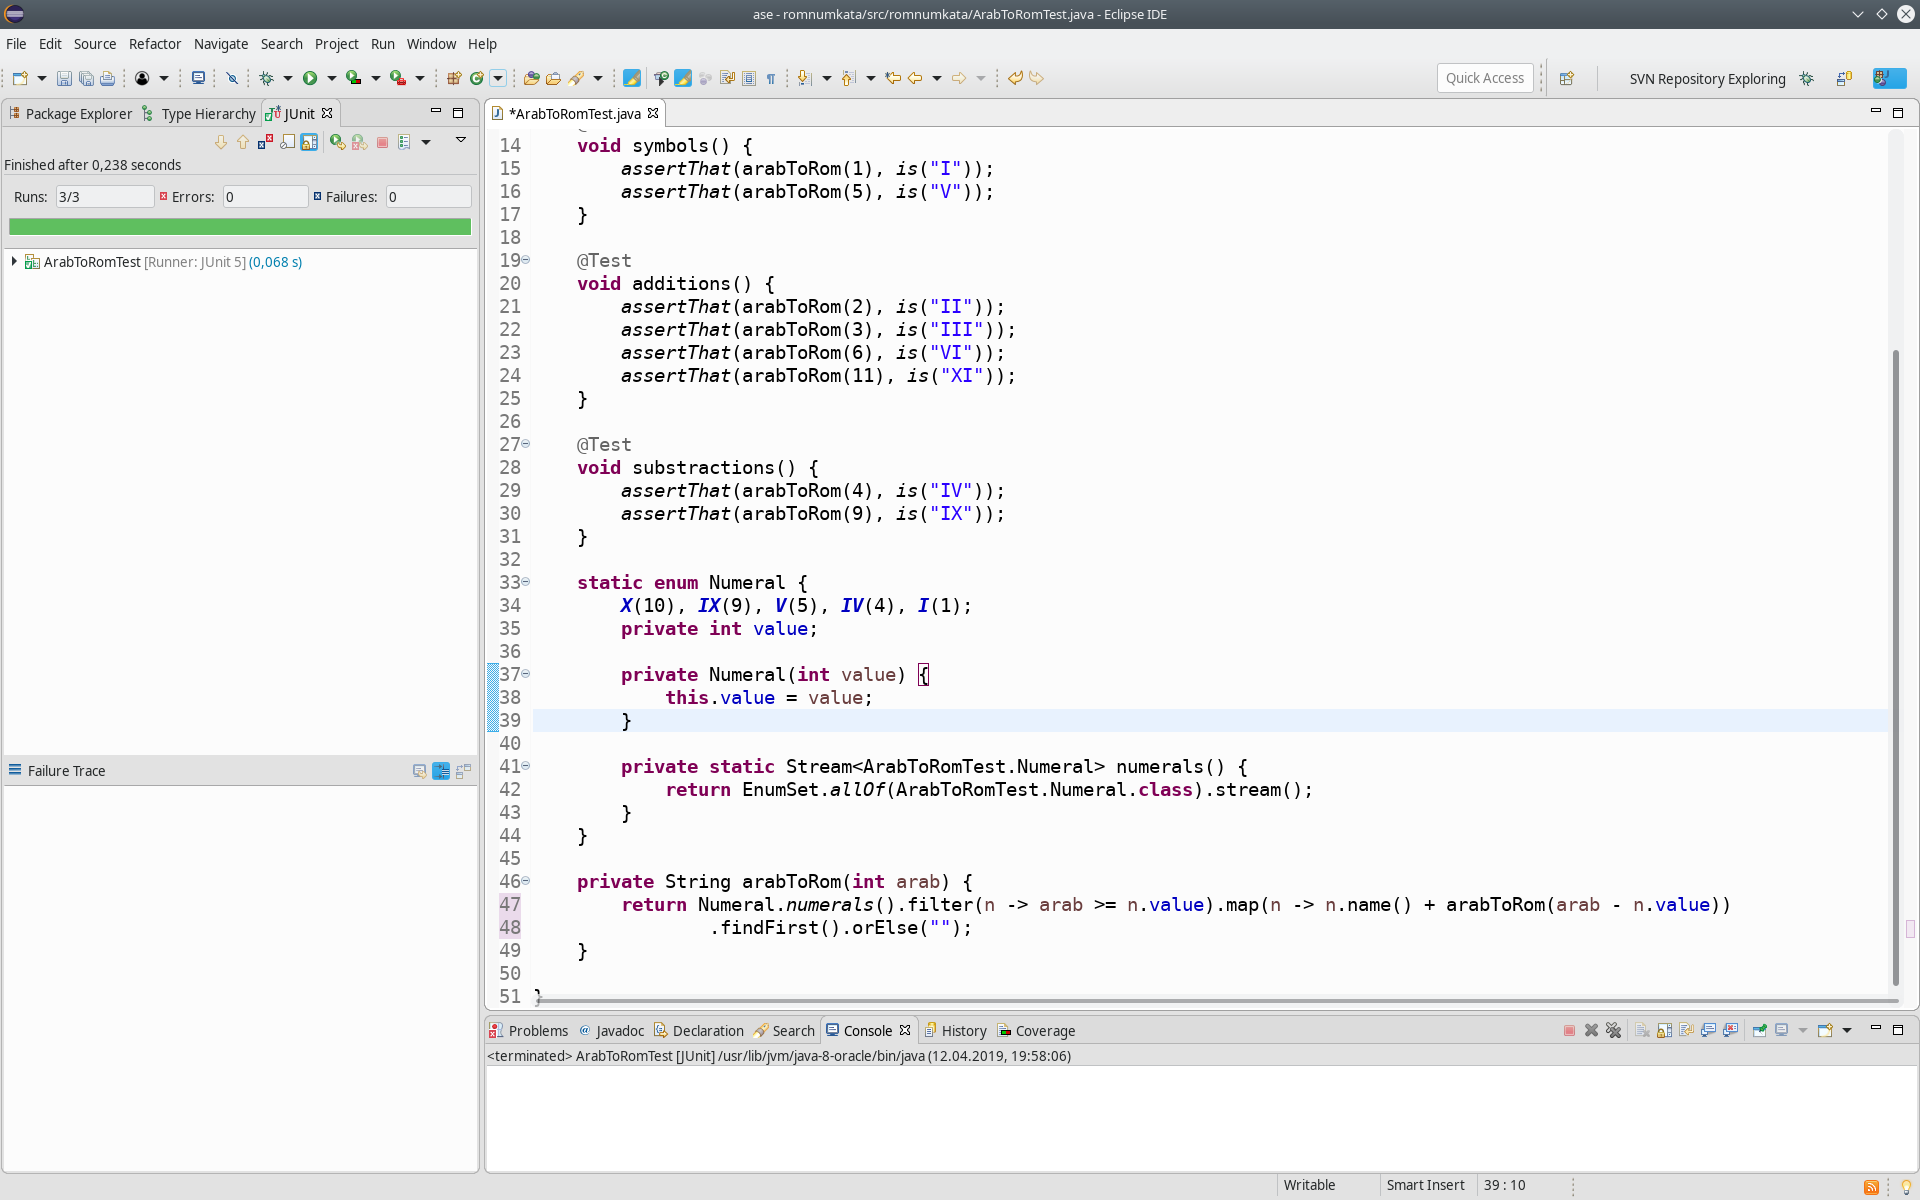 ase - romnumkata/src/romnumkata/ArabToRomTest.java - Eclipse IDE
File Edit Source Refactor Navigate Search Project Run Window Help
Quick Access
SVN Repository Exploring
Package Explorer Type Hierarchy JUnit
Finished after 0,238 seconds
Runs: 3/3 Errors: 0 Failures: 0
ArabToRomTest [Runner: JUnit 5] (0,068 s)
Failure Trace
*ArabToRomTest.java
14 void symbols() {
15 assertThat(arabToRom(1), is("I"));
16 assertThat(arabToRom(5), is("V"));
17 }
18
19 @Test
20 void additions() {
21 assertThat(arabToRom(2), is("II"));
22 assertThat(arabToRom(3), is("III"));
23 assertThat(arabToRom(6), is("VI"));
24 assertThat(arabToRom(11), is("XI"));
25 }
26
27 @Test
28 void substractions() {
29 assertThat(arabToRom(4), is("IV"));
30 assertThat(arabToRom(9), is("IX"));
31 }
32
33 static enum Numeral {
34 X(10), IX(9), V(5), IV(4), I(1);
35 private int value;
36
37 private Numeral(int value) {
38 this.value = value;
39 }
40
41 private static Stream<ArabToRomTest.Numeral> numerals() {
42 return EnumSet.allOf(ArabToRomTest.Numeral.class).stream();
43 }
44 }
45
46 private String arabToRom(int arab) {
47 return Numeral.numerals().filter(n -> arab >= n.value).map(n -> n.name() + arabToRom(arab - n.value))
48 .findFirst().orElse("");
49 }
50
51 }
Problems Javadoc Declaration Search Console History Coverage
<terminated> ArabToRomTest [JUnit] /usr/lib/jvm/java-8-oracle/bin/java (12.04.2019, 19:58:06)
Writable Smart Insert 39 : 10